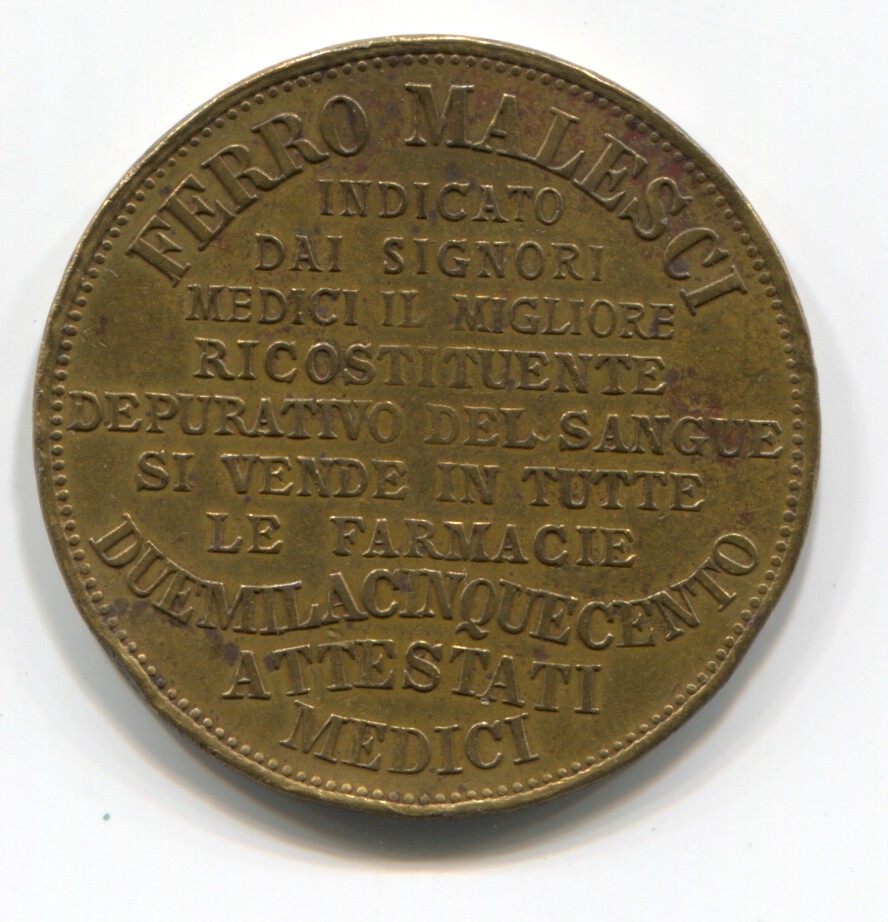 FERRO MALESCI
INDICATO
DAI SIGNORI
MEDICI IL MIGLIORE
RICOSTITUENTE
DEPURATIVO DEL SANGUE
SI VENDE IN TUTTE
LE FARMACIE
DUEMILACINQUECENTO
ATTESTATI
MEDICI